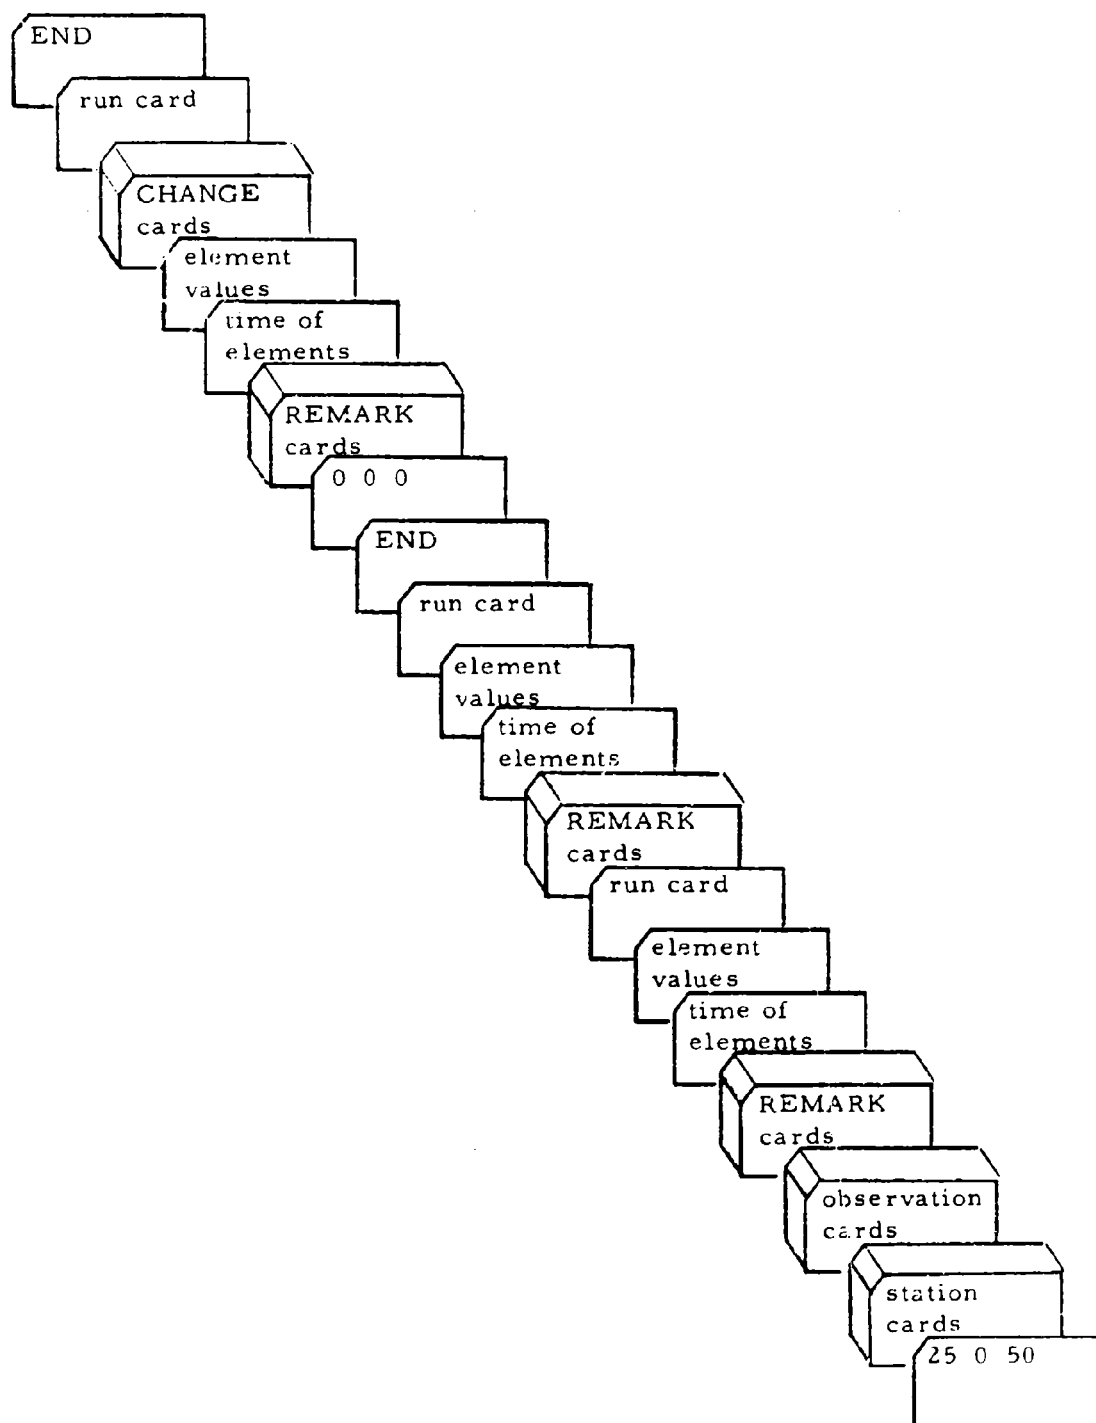 END
run card
CHANGE
cards
element
values
time of
elements
REMARK
cards
0 0 0
END
run card
element
values
time of
elements
REMARK
cards
run card
element
values
time of
elements
REMARK
cards
observation
cards
station
cards
25 0 50